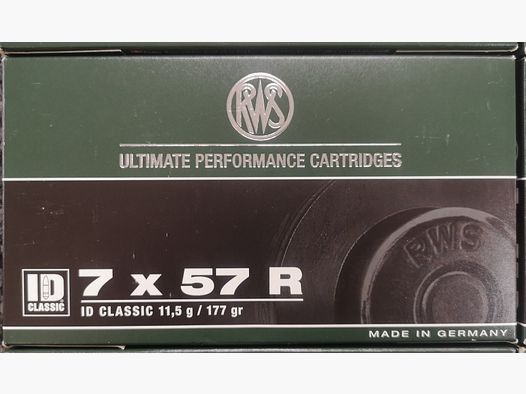 RWS
ULTIMATE PERFORMANCE CARTRIDGES
RWS
ID
CLASSIC
7 x 57 R
ID CLASSIC 11,5 g / 177 gr
MADE IN GERMANY